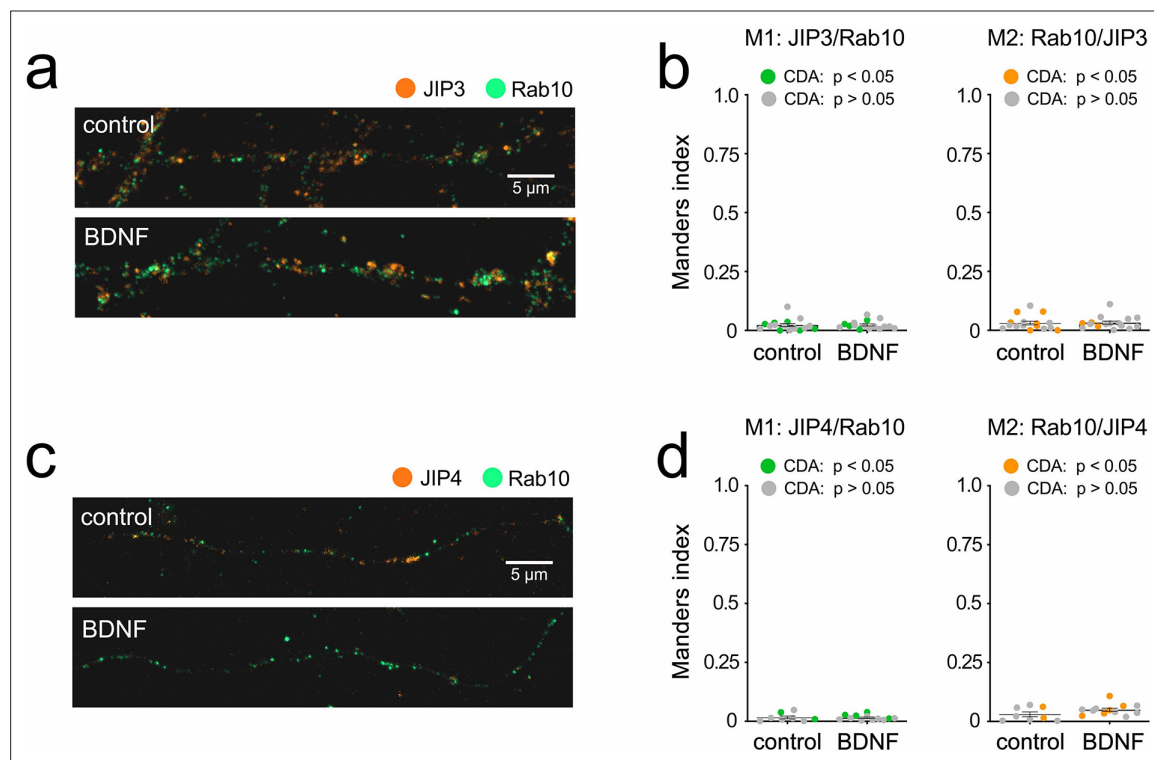 a
JIP3 Rab10
control
5 µm
BDNF
b
M1: JIP3/Rab10
CDA: p < 0.05
CDA: p > 0.05
Manders index
1.0
0.75
0.5
0.25
0
control BDNF
M2: Rab10/JIP3
CDA: p < 0.05
CDA: p > 0.05
1.0
0.75
0.5
0.25
0
control BDNF
c
JIP4 Rab10
control
5 µm
BDNF
d
M1: JIP4/Rab10
CDA: p < 0.05
CDA: p > 0.05
Manders index
1.0
0.75
0.5
0.25
0
control BDNF
M2: Rab10/JIP4
CDA: p < 0.05
CDA: p > 0.05
1.0
0.75
0.5
0.25
0
control BDNF